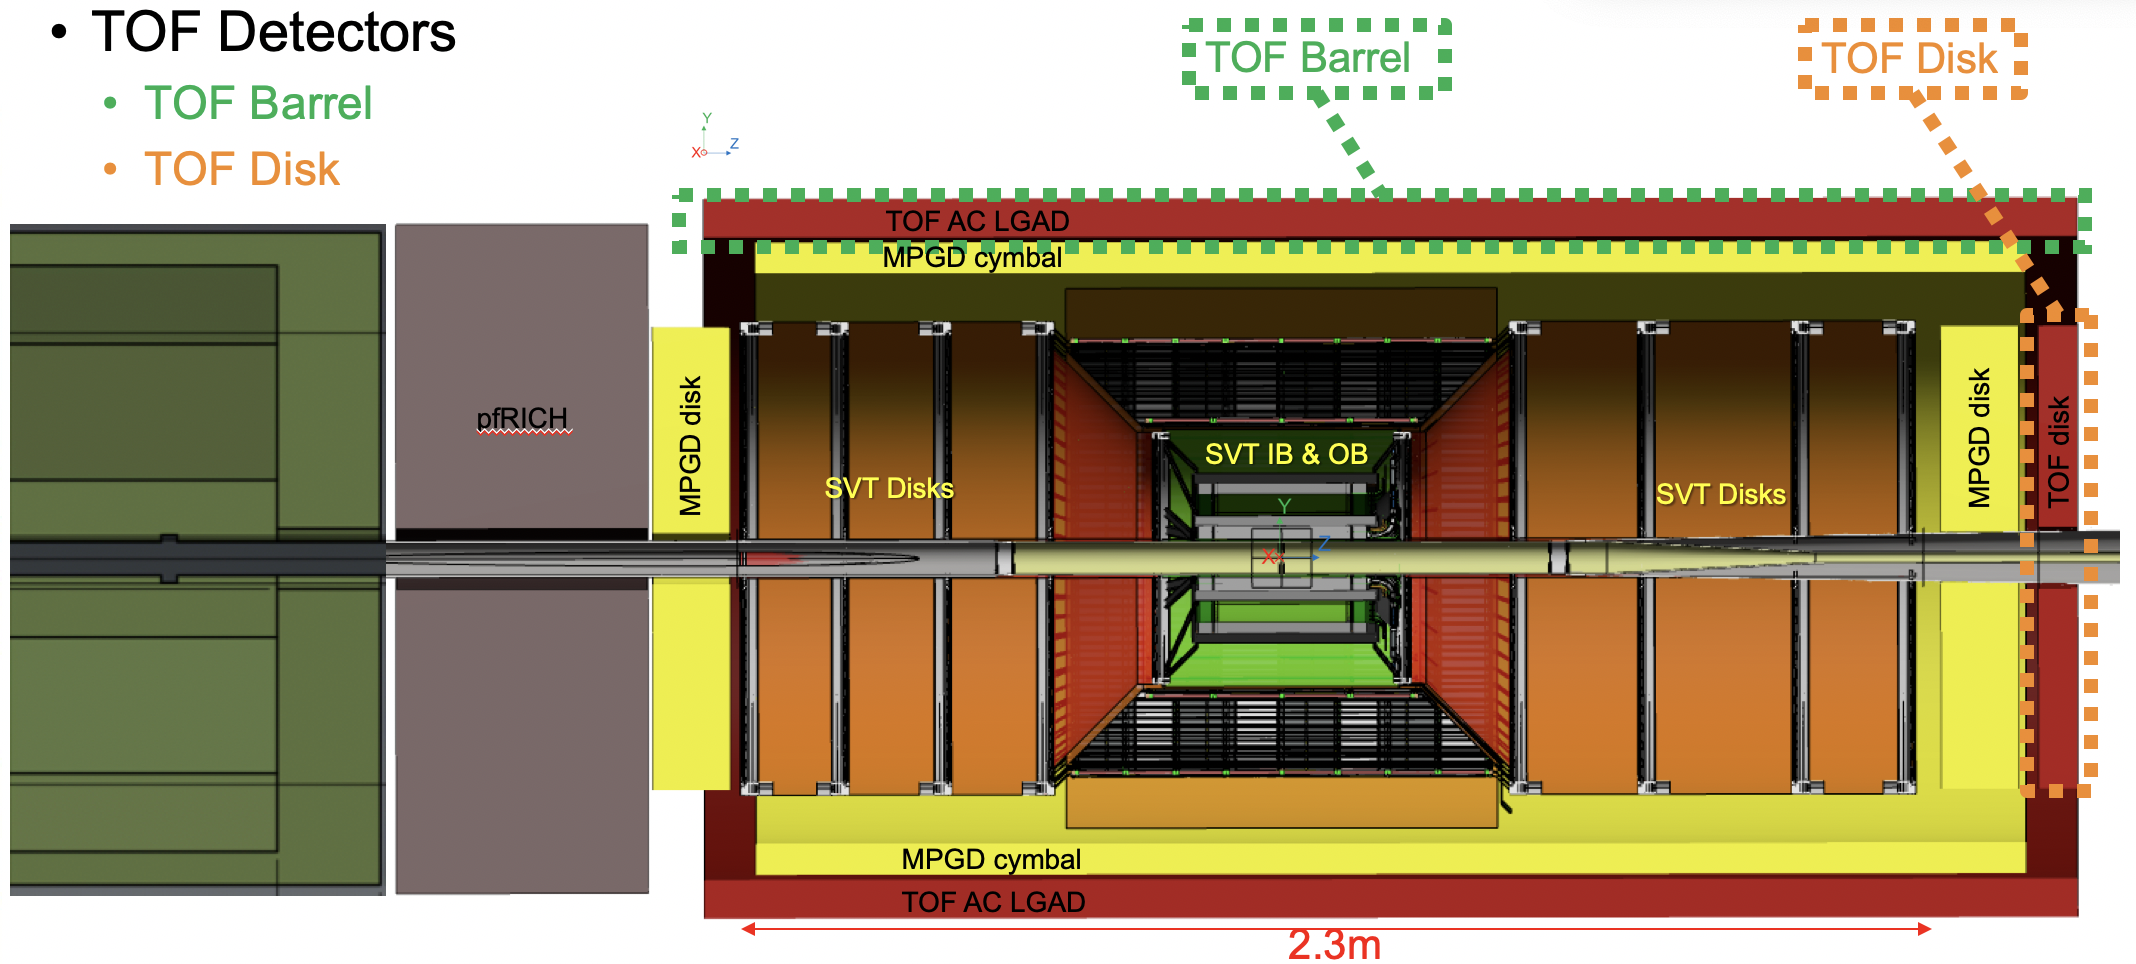 • TOF Detectors
• TOF Barrel
• TOF Disk
TOF Barrel
TOF Disk
Y
Z
X
TOF AC LGAD
MPGD cymbal
pfRICH
MPGD disk
SVT Disks
SVT IB & OB
SVT Disks
MPGD disk
TOF disk
Y
Z
X
MPGD cymbal
TOF AC LGAD
2.3m